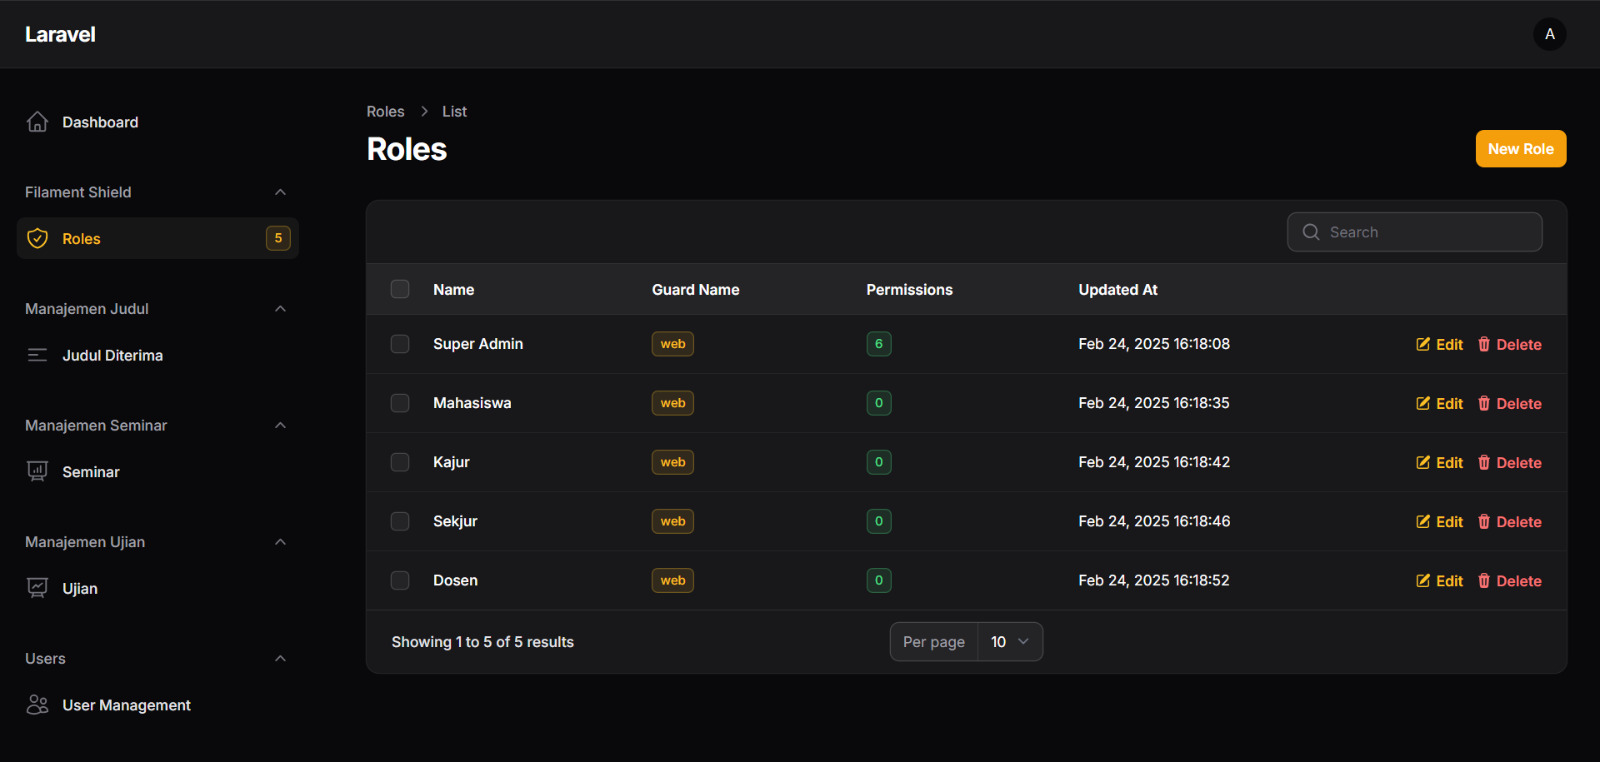 Laravel
A
Dashboard
Filament Shield
Roles 5
Manajemen Judul
Judul Diterima
Manajemen Seminar
Seminar
Manajemen Ujian
Ujian
Users
User Management
Roles > List
Roles
New Role
Search
Name Guard Name Permissions Updated At
Super Admin web 6 Feb 24, 2025 16:18:08 Edit Delete
Mahasiswa web 0 Feb 24, 2025 16:18:35 Edit Delete
Kajur web 0 Feb 24, 2025 16:18:42 Edit Delete
Sekjur web 0 Feb 24, 2025 16:18:46 Edit Delete
Dosen web 0 Feb 24, 2025 16:18:52 Edit Delete
Showing 1 to 5 of 5 results Per page 10